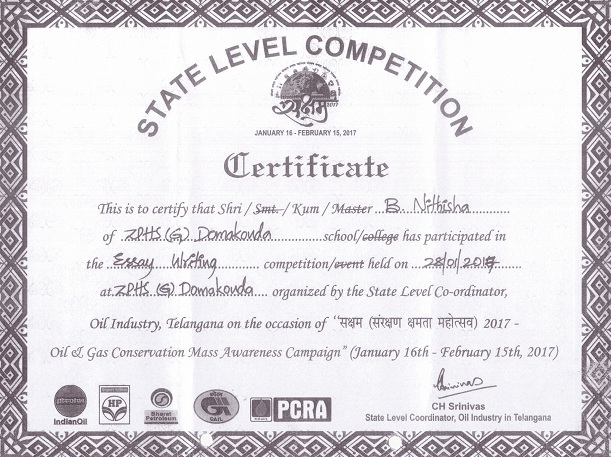 STATE LEVEL COMPETITION
सक्षम 2017
JANUARY 16 - FEBRUARY 15, 2017
Certificate
This is to certify that Shri / Smt. / Kum / Master B. Nithisha
of ZPHS (G) Domakonda school/college has participated in
the Essay Writing competition/event held on 28/01/2017
at ZPHS (G) Domakonda organized by the State Level Co-ordinator,
Oil Industry, Telangana on the occasion of "सक्षम (संरक्षण क्षमता महोत्सव) 2017 -
Oil & Gas Conservation Mass Awareness Campaign" (January 16th - February 15th, 2017)
IndianOil
HP
Bharat Petroleum
GAIL
PCRA
CH Srinivas
State Level Coordinator, Oil Industry in Telangana